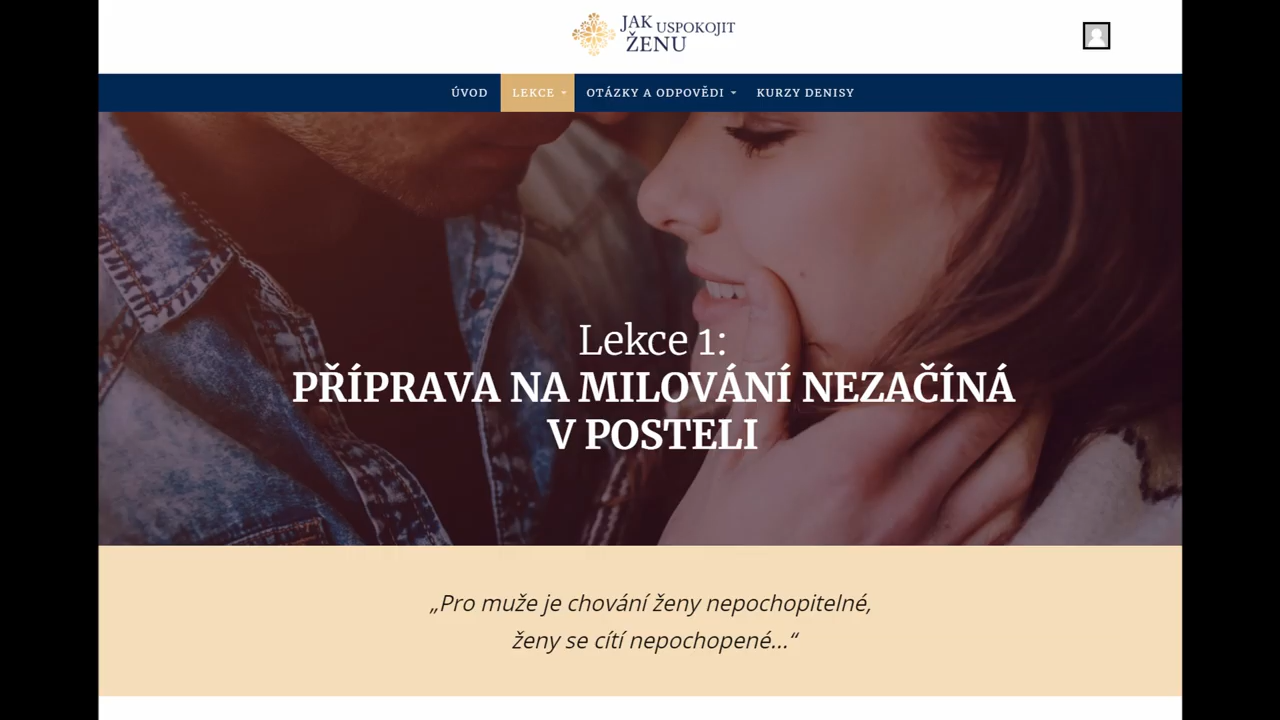 JAK USPOKOJIT
ŽENU
ÚVOD LEKCE OTÁZKY A ODPOVĚDI KURZY DENISY
Lekce 1:
PŘÍPRAVA NA MILOVÁNÍ NEZAČÍNÁ
V POSTELI
„Pro muže je chování ženy nepochopitelné,
ženy se cítí nepochopené...“